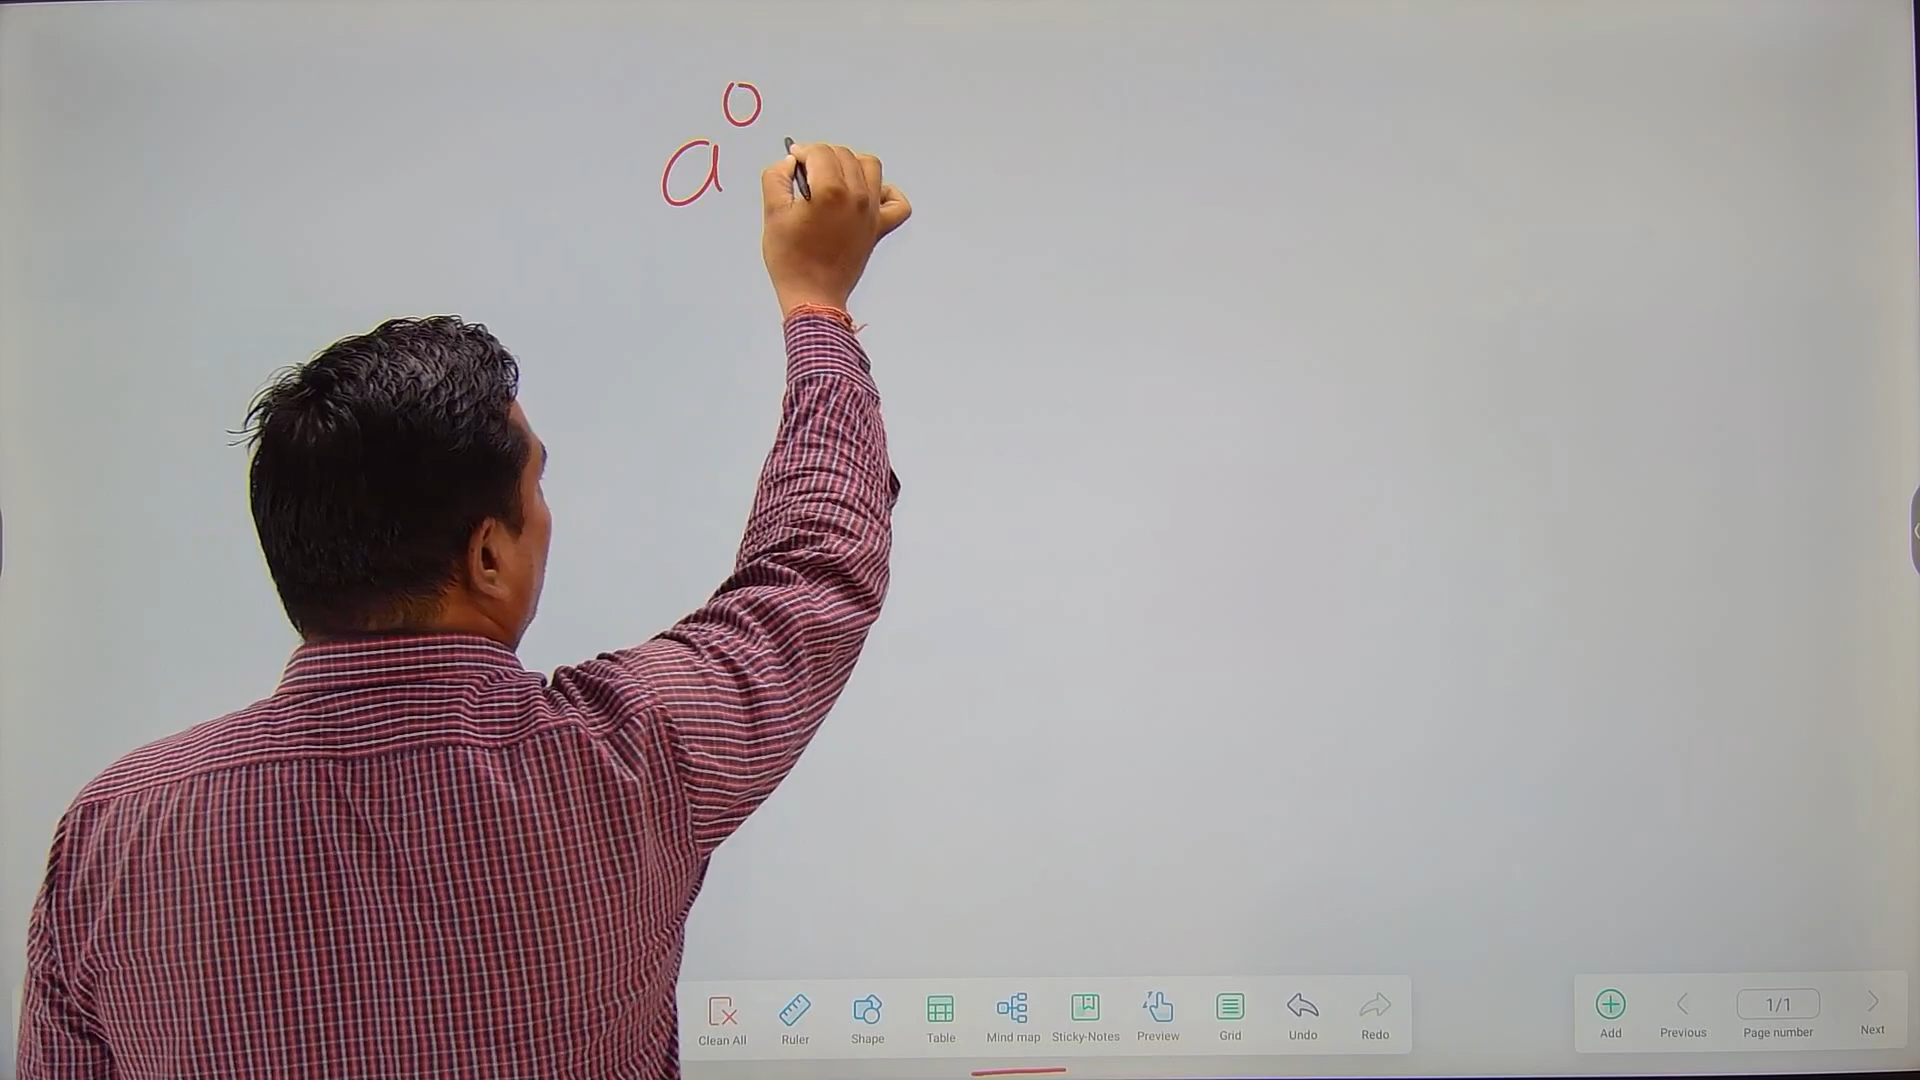 a⁰
Clean All Ruler Shape Table Mind map Sticky-Notes Preview Grid Undo Redo
Add Previous 1/1 Page number Next